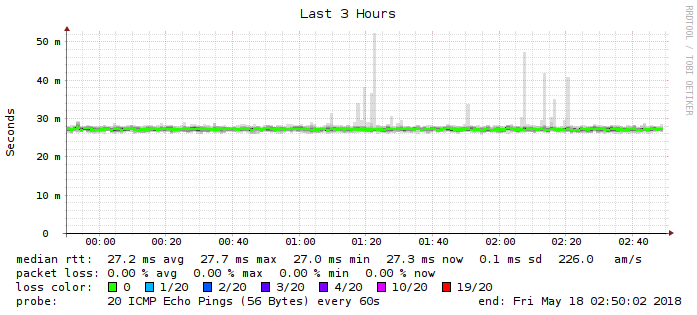 Last 3 Hours
RRDTOOL / TOBI OETIKER
Seconds
50 m
40 m
30 m
20 m
10 m
0
00:00 00:20 00:40 01:00 01:20 01:40 02:00 02:20 02:40
median rtt: 27.2 ms avg 27.7 ms max 27.0 ms min 27.3 ms now 0.1 ms sd 226.0 am/s
packet loss: 0.00 % avg 0.00 % max 0.00 % min 0.00 % now
loss color: 0 1/20 2/20 3/20 4/20 10/20 19/20
probe: 20 ICMP Echo Pings (56 Bytes) every 60s end: Fri May 18 02:50:02 2018